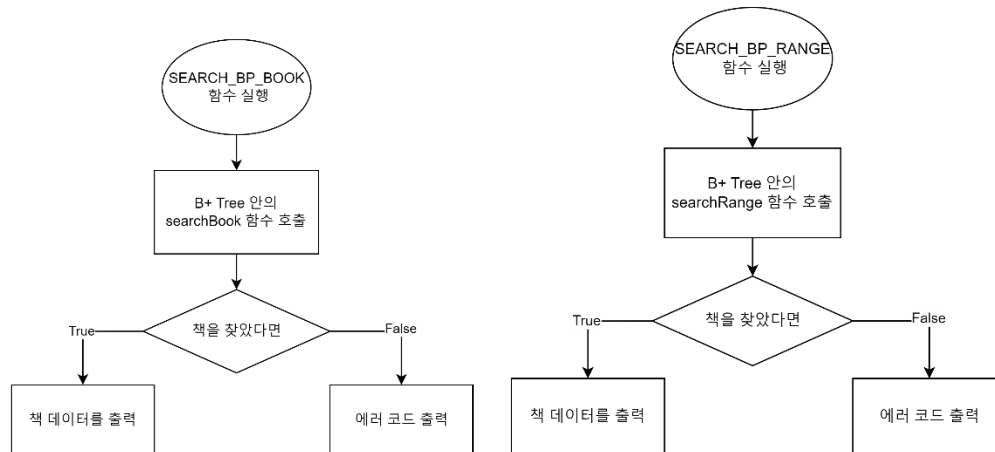 SEARCH_BP_BOOK
함수 실행
B+ Tree 안의
searchBook 함수 호출
책을 찾았다면
True
False
책 데이터를 출력
에러 코드 출력
SEARCH_BP_RANGE
함수 실행
B+ Tree 안의
searchRange 함수 호출
책을 찾았다면
True
False
책 데이터를 출력
에러 코드 출력